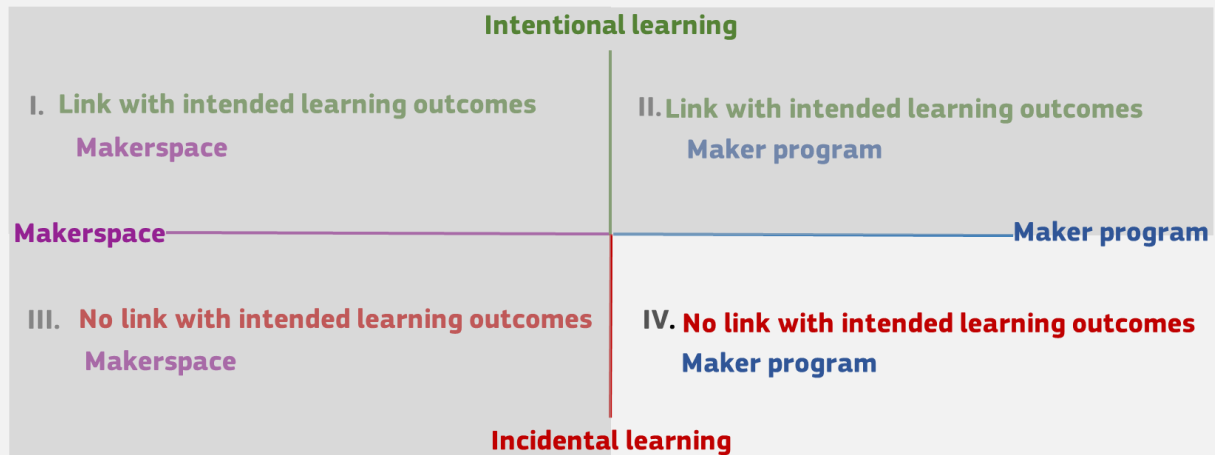 Intentional learning
I. Link with intended learning outcomes
Makerspace
II. Link with intended learning outcomes
Maker program
Makerspace
Maker program
III. No link with intended learning outcomes
Makerspace
IV. No link with intended learning outcomes
Maker program
Incidental learning